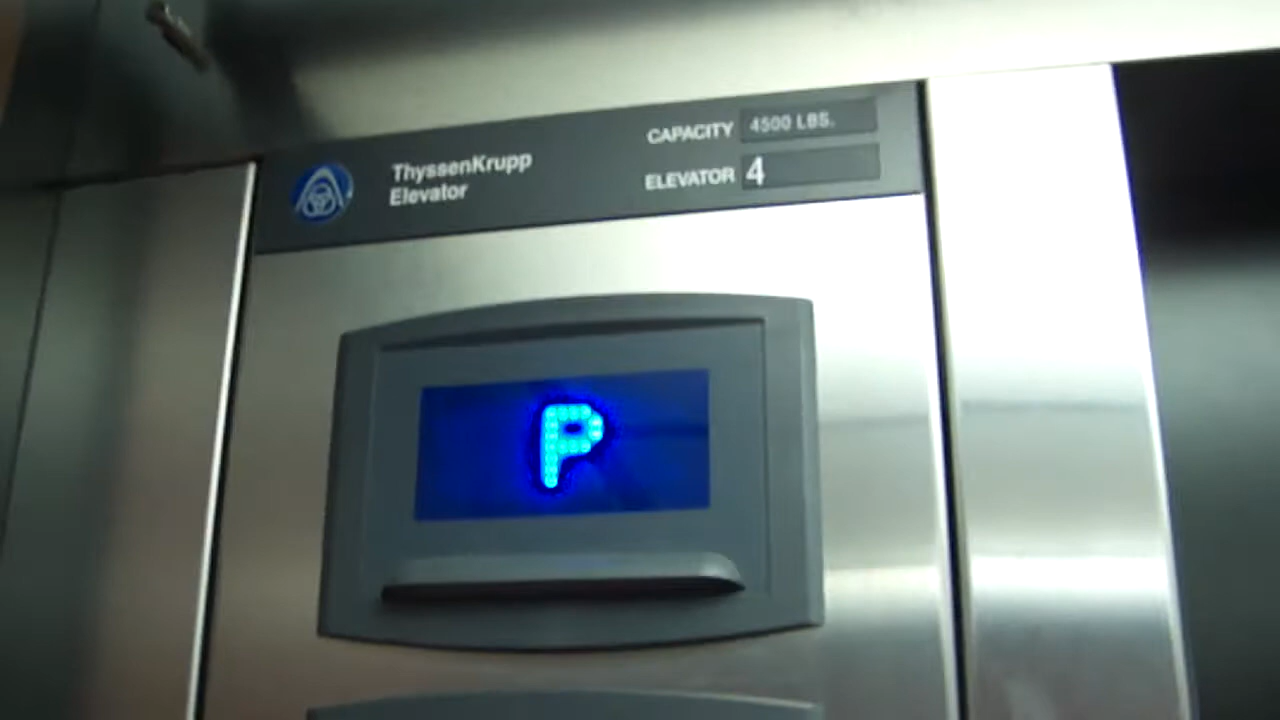 ThyssenKrupp
Elevator
CAPACITY 4500 LBS.
ELEVATOR 4
P